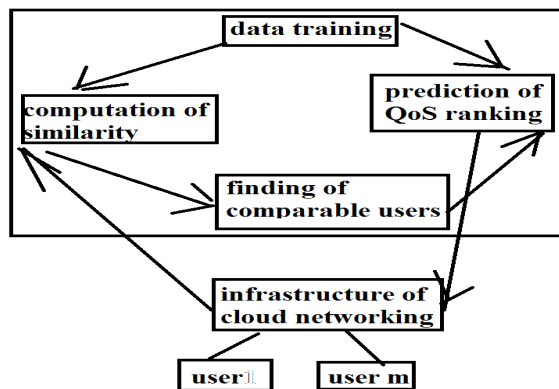 data training
computation of
similarity
prediction of
QoS ranking
finding of
comparable users
infrastructure of
cloud networking
user1
user m